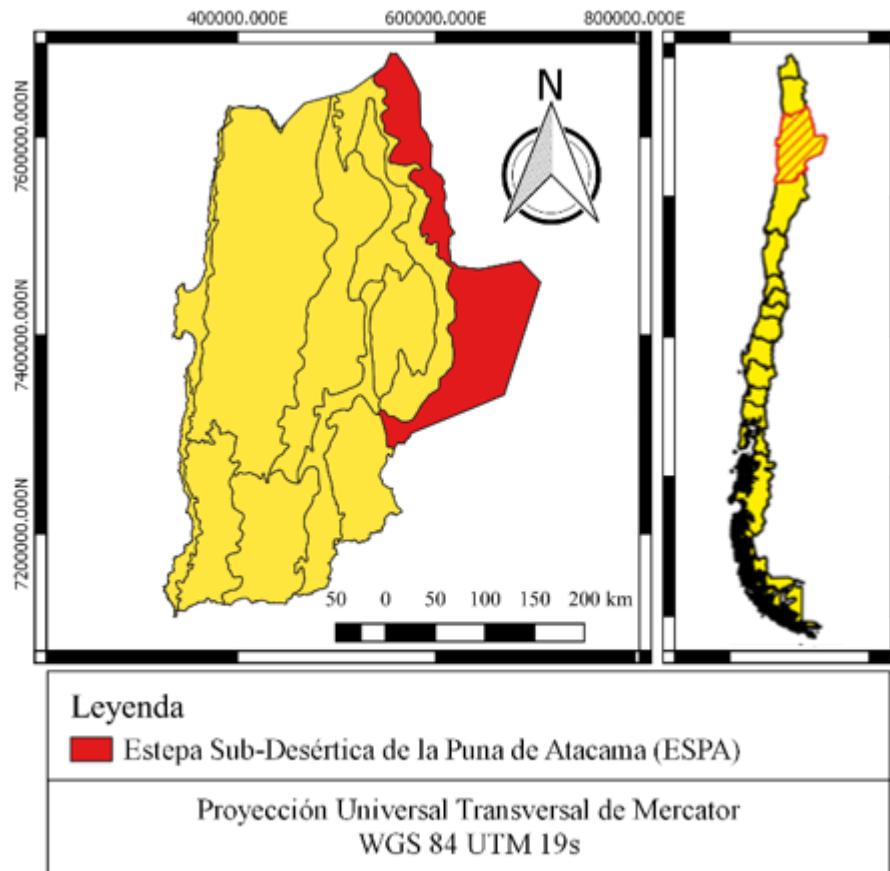 400000.000E 600000.000E 800000.000E
7600000.000N
7400000.000N
7200000.000N
N
50 0 50 100 150 200 km
Leyenda
Estepa Sub-Desértica de la Puna de Atacama (ESPA)
Proyección Universal Transversal de Mercator
WGS 84 UTM 19s